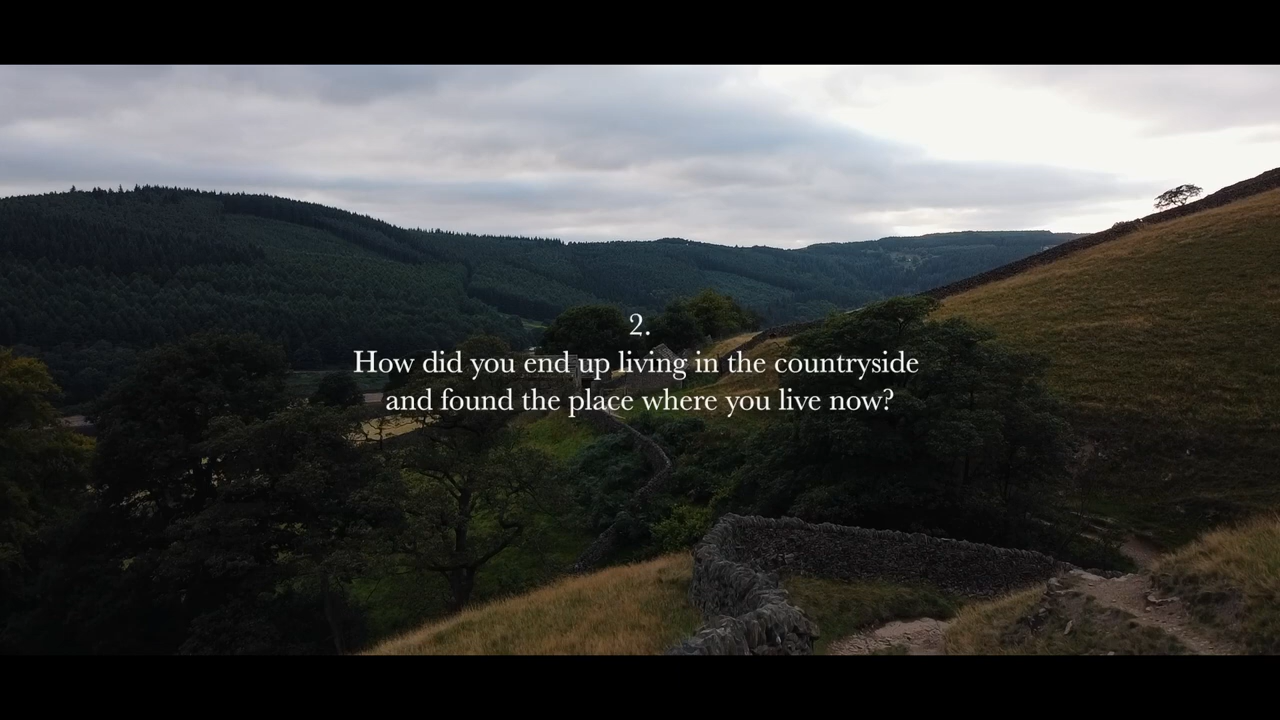 2.
How did you end up living in the countryside
and found the place where you live now?